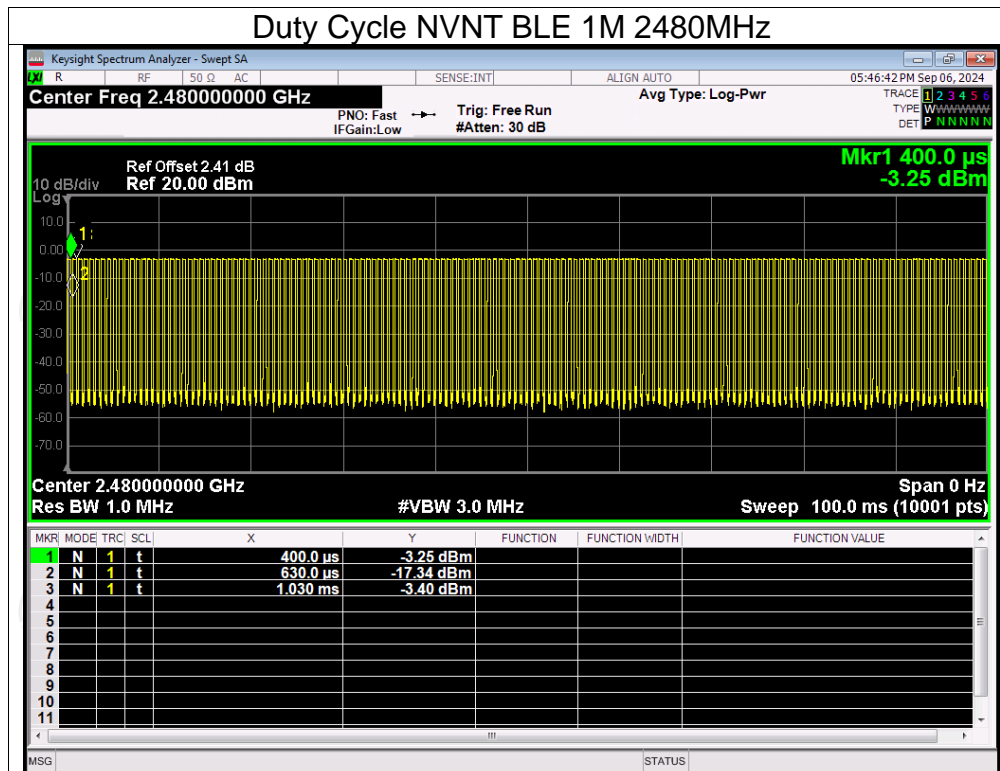 Duty Cycle NVNT BLE 1M 2480MHz
Keysight Spectrum Analyzer - Swept SA
LXI R RF 50 Ω AC SENSE:INT ALIGN AUTO 05:46:42 PM Sep 06, 2024
Center Freq 2.480000000 GHz Avg Type: Log-Pwr TRACE 1 2 3 4 5 6
PNO: Fast Trig: Free Run TYPE WWWWWW
IFGain:Low #Atten: 30 dB DET P N N N N N
Mkr1 400.0 µs
Ref Offset 2.41 dB
10 dB/div Ref 20.00 dBm -3.25 dBm
Log
10.0
1
0.00
2
-10.0
-20.0
-30.0
-40.0
-50.0
-60.0
-70.0
Center 2.480000000 GHz Span 0 Hz
Res BW 1.0 MHz #VBW 3.0 MHz Sweep 100.0 ms (10001 pts)
MKR MODE TRC SCL X Y FUNCTION FUNCTION WIDTH FUNCTION VALUE
1 N 1 t 400.0 µs -3.25 dBm
2 N 1 t 630.0 µs -17.34 dBm
3 N 1 t 1.030 ms -3.40 dBm
4
5
6
7
8
9
10
11
MSG STATUS